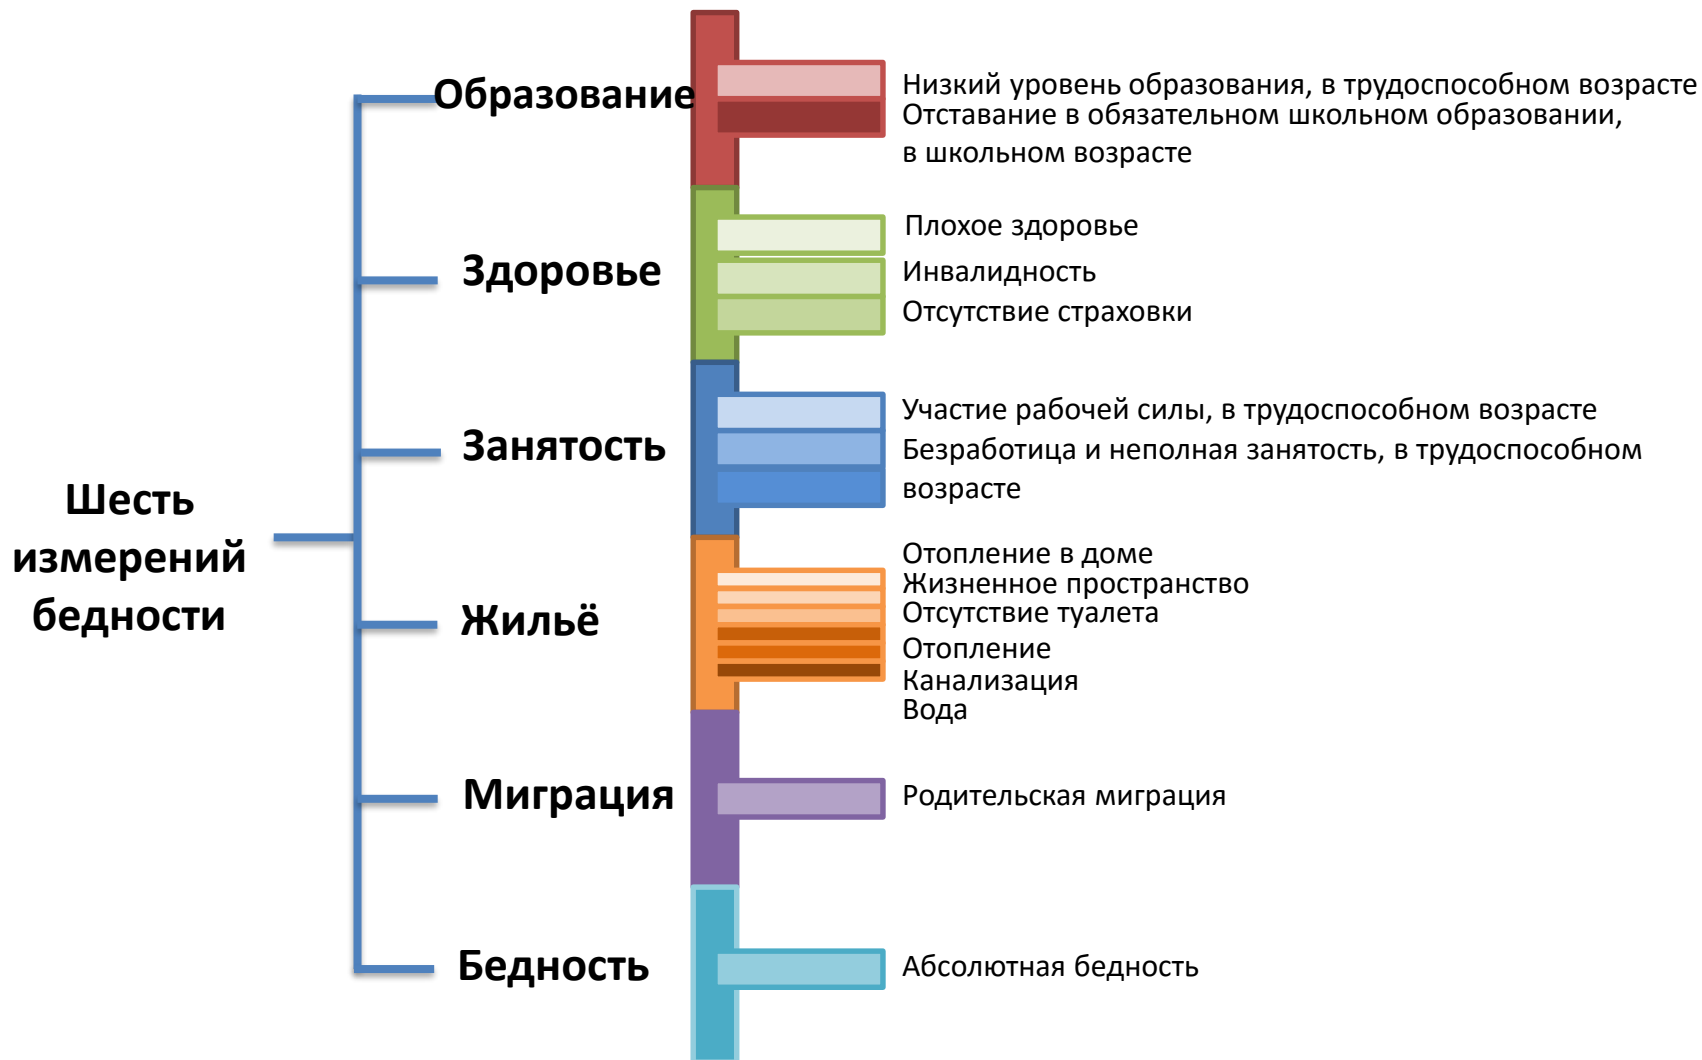 Шесть
измерений
бедности
Образование
Низкий уровень образования, в трудоспособном возрасте
Отставание в обязательном школьном образовании,
в школьном возрасте
Здоровье
Плохое здоровье
Инвалидность
Отсутствие страховки
Занятость
Участие рабочей силы, в трудоспособном возрасте
Безработица и неполная занятость, в трудоспособном
возрасте
Жильё
Отопление в доме
Жизненное пространство
Отсутствие туалета
Отопление
Канализация
Вода
Миграция
Родительская миграция
Бедность
Абсолютная бедность